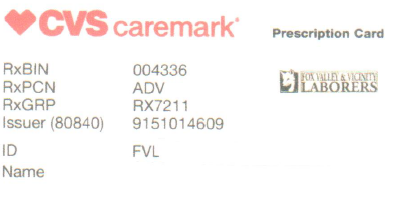 CVS caremark
Prescription Card
RxBIN 004336
RxPCN ADV
RxGRP RX7211
Issuer (80840) 9151014609
FOX VALLEY & VICINITY
LABORERS
ID FVL
Name